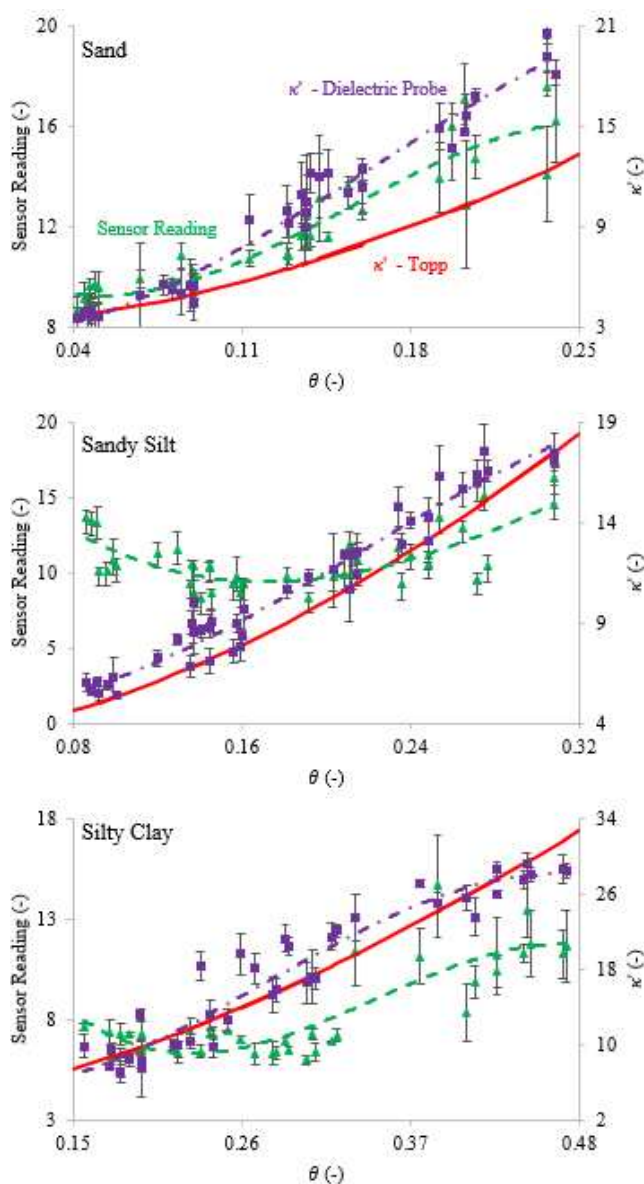 Sand
κ' - Dielectric Probe
Sensor Reading
κ' - Topp
Sensor Reading (-)
20
16
12
8
21
15
9
3
κ' (-)
0.04
0.11
0.18
0.25
θ (-)
Sandy Silt
Sensor Reading (-)
20
15
10
5
0
19
14
9
4
κ' (-)
0.08
0.16
0.24
0.32
θ (-)
Silty Clay
Sensor Reading (-)
18
13
8
3
34
26
18
10
2
κ' (-)
0.15
0.26
0.37
0.48
θ (-)